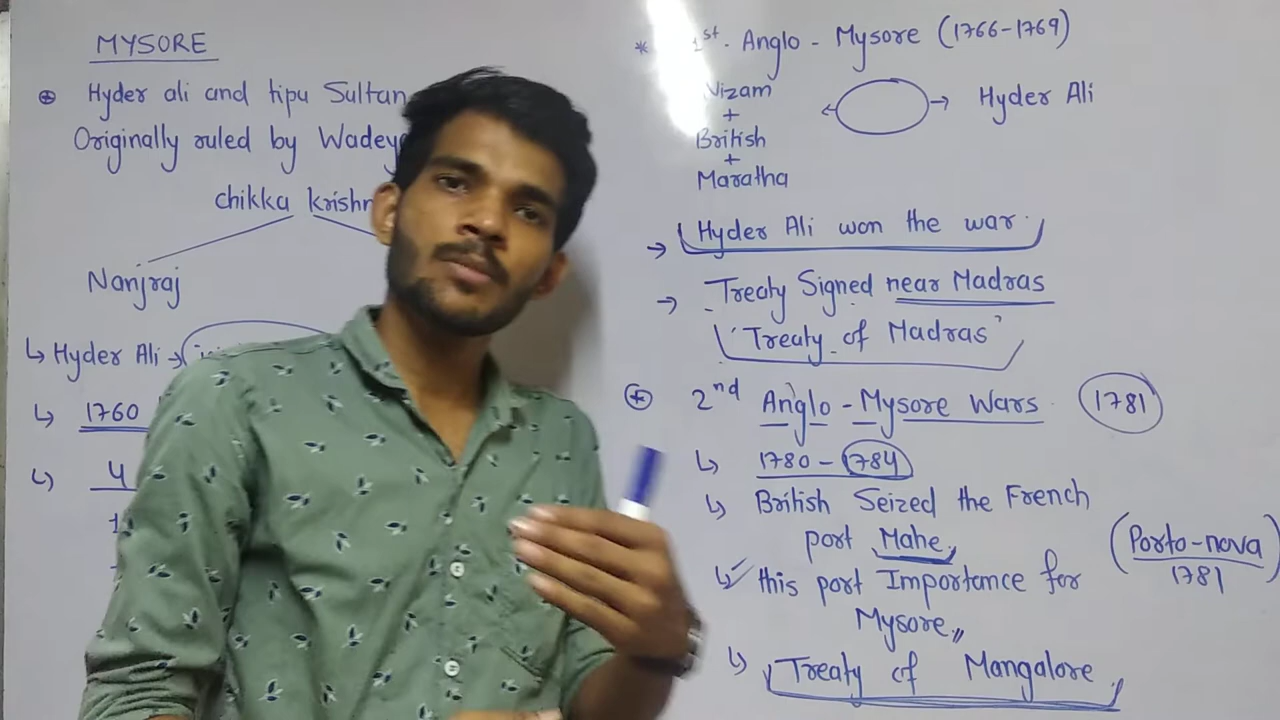 MYSORE
Hyder ali and tipu Sultan
Originally ruled by
chikka
Nanjraj
Hyder Ali
1760
4
1st. Anglo - Mysore (1766-1769)
Nizam
+
British
+
Maratha
Hyder Ali
Hyder Ali won the war.
Treaty Signed near Madras
'Treaty of Madras'
2nd Anglo - Mysore Wars 1781
1780 - 1784
British Seized the French
port Mahe,
(Porto-nova
1781)
this port Importance for
Mysore,,
Treaty of Mangalore